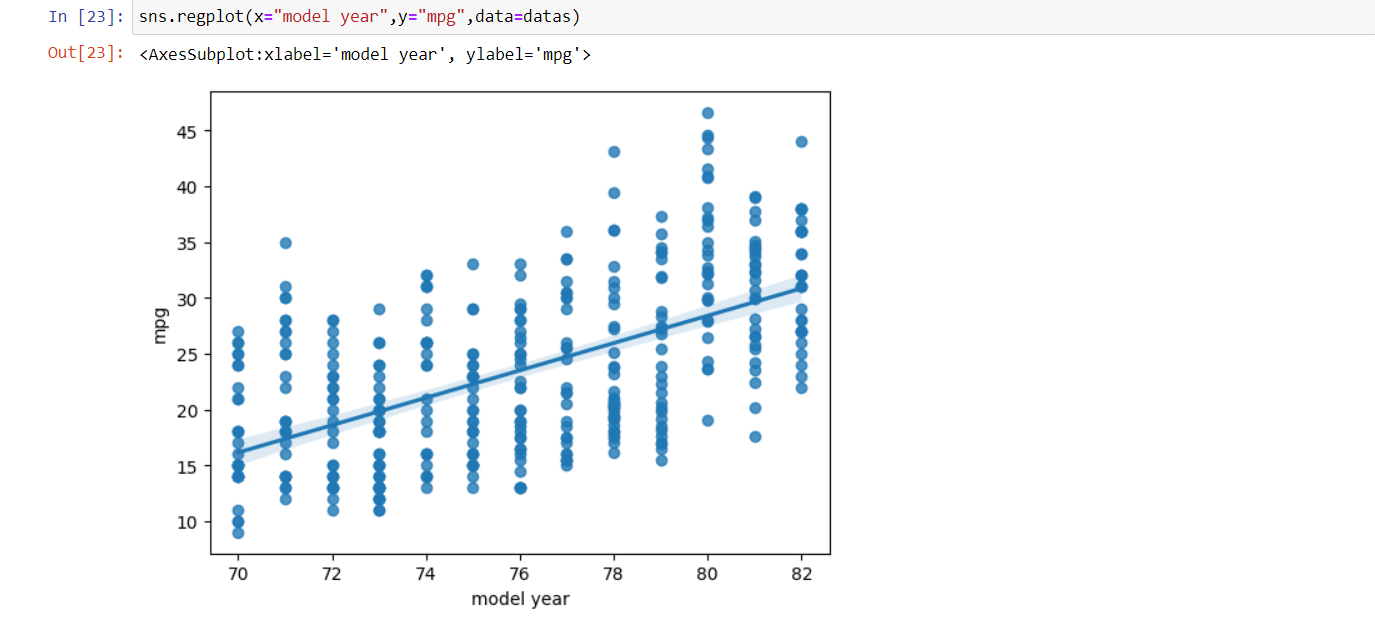 In [23]: sns.regplot(x="model year",y="mpg",data=datas)
Out[23]: <AxesSubplot:xlabel='model year', ylabel='mpg'>
45
40
35
30
25
20
15
10
mpg
70 72 74 76 78 80 82
model year